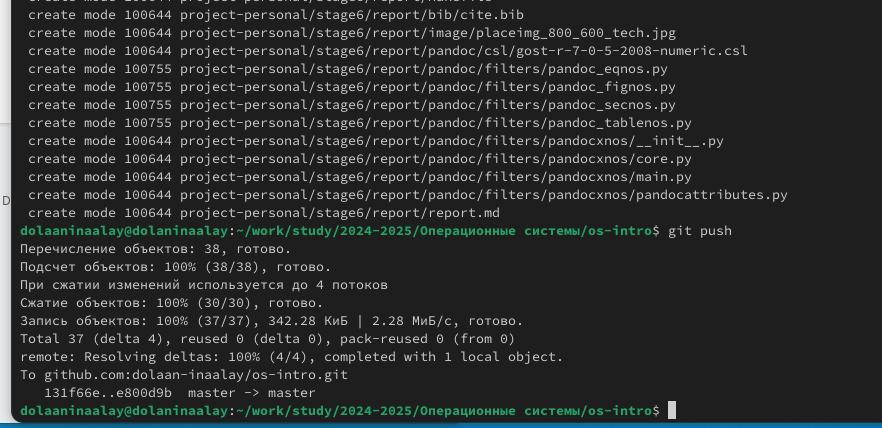 create mode 100644 project-personal/stage6/report/bib/cite.bib
create mode 100644 project-personal/stage6/report/image/placeimg_800_600_tech.jpg
create mode 100644 project-personal/stage6/report/pandoc/csl/gost-r-7-0-5-2008-numeric.csl
create mode 100755 project-personal/stage6/report/pandoc/filters/pandoc_eqnos.py
create mode 100755 project-personal/stage6/report/pandoc/filters/pandoc_fignos.py
create mode 100755 project-personal/stage6/report/pandoc/filters/pandoc_secnos.py
create mode 100755 project-personal/stage6/report/pandoc/filters/pandoc_tablenos.py
create mode 100644 project-personal/stage6/report/pandoc/filters/pandocxnos/__init__.py
create mode 100644 project-personal/stage6/report/pandoc/filters/pandocxnos/core.py
create mode 100644 project-personal/stage6/report/pandoc/filters/pandocxnos/main.py
create mode 100644 project-personal/stage6/report/pandoc/filters/pandocxnos/pandocattributes.py
create mode 100644 project-personal/stage6/report/report.md
dolaaninaalay@dolaninaalay:~/work/study/2024-2025/Операционные системы/os-intro$ git push
Перечисление объектов: 38, готово.
Подсчет объектов: 100% (38/38), готово.
При сжатии изменений используется до 4 потоков
Сжатие объектов: 100% (30/30), готово.
Запись объектов: 100% (37/37), 342.28 КиБ | 2.28 МиБ/с, готово.
Total 37 (delta 4), reused 0 (delta 0), pack-reused 0 (from 0)
remote: Resolving deltas: 100% (4/4), completed with 1 local object.
To github.com:dolaan-inaalay/os-intro.git
131f66e..e800d9b  master -> master
dolaaninaalay@dolaninaalay:~/work/study/2024-2025/Операционные системы/os-intro$